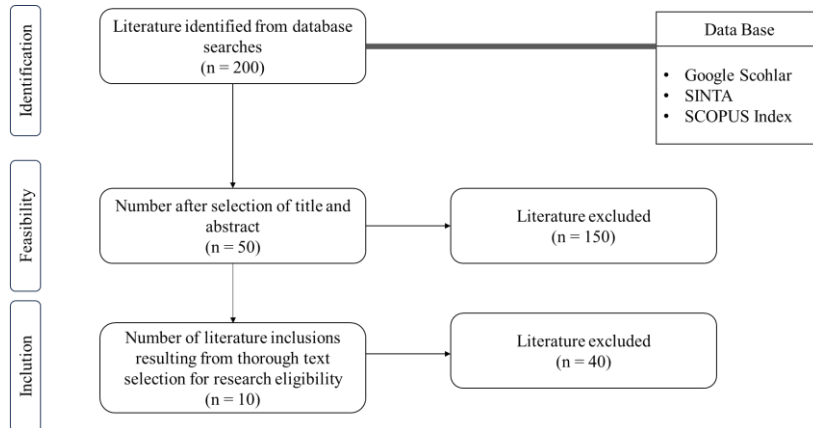 Identification
Literature identified from database
searches
(n = 200)
Data Base
• Google Scohlar
• SINTA
• SCOPUS Index
Feasibility
Number after selection of title and
abstract
(n = 50)
Literature excluded
(n = 150)
Inclution
Number of literature inclusions
resulting from thorough text
selection for research eligibility
(n = 10)
Literature excluded
(n = 40)